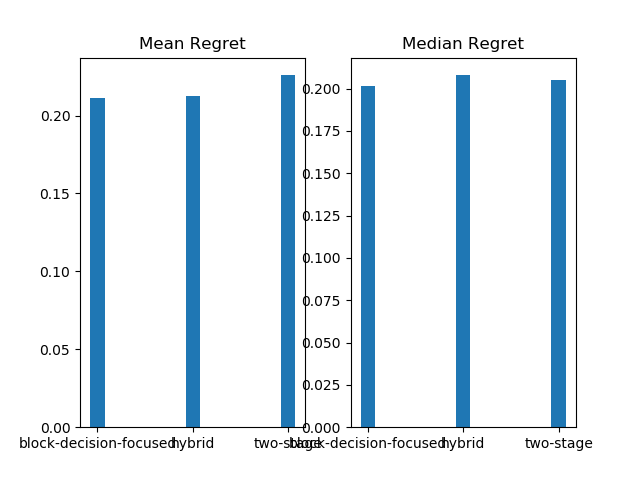 Mean Regret
0.20
0.15
0.10
0.05
0.00
block-decision-focused
hybrid
two-stage
Median Regret
0.200
0.175
0.150
0.125
0.100
0.075
0.050
0.025
0.000
block-decision-focused
hybrid
two-stage